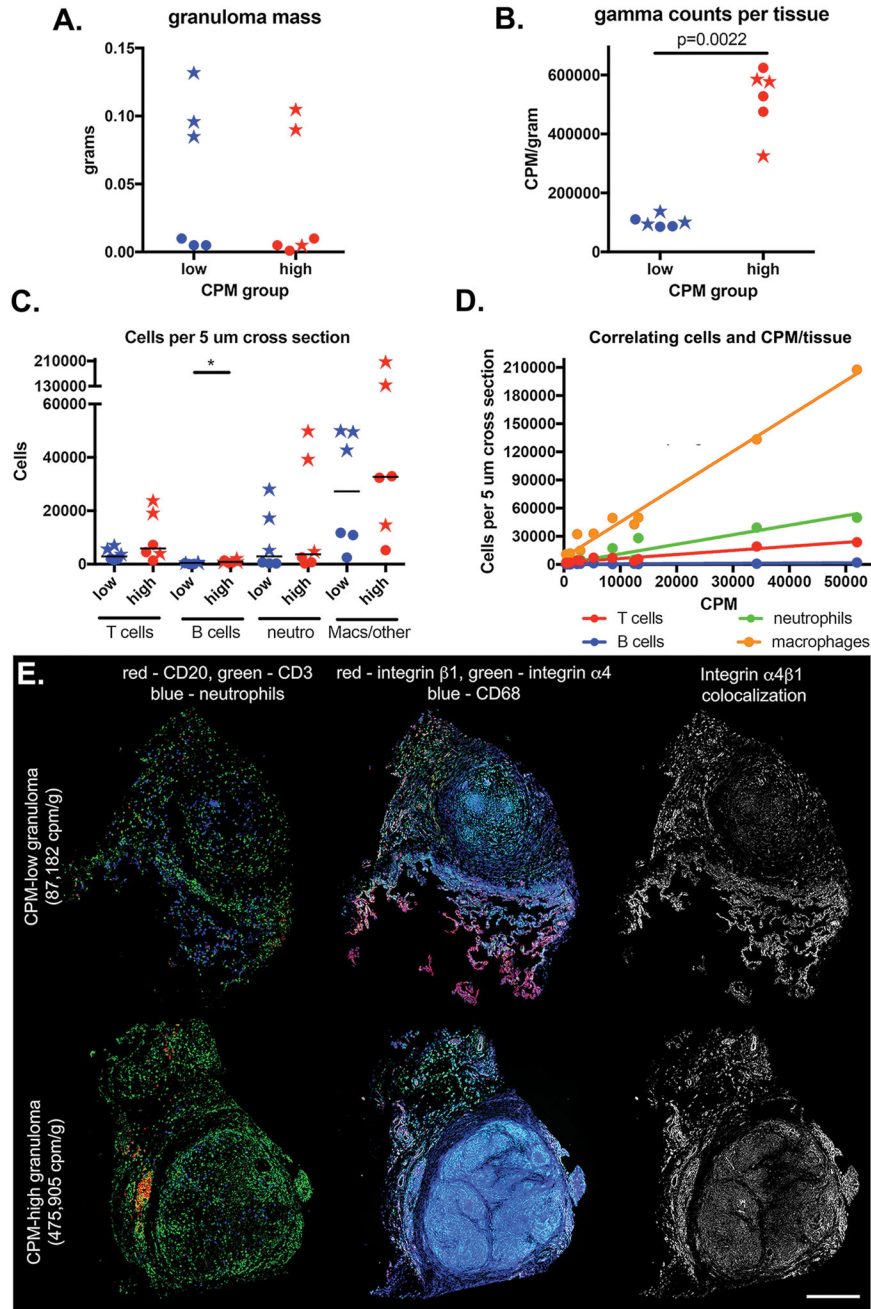 A.
granuloma mass
0.15
0.10
0.05
0.00
grams
low
high
CPM group
B.
gamma counts per tissue
p=0.0022
600000
400000
200000
0
CPM/gram
low
high
CPM group
C.
Cells per 5 um cross section
210000
130000
60000
40000
20000
0
Cells
*
low
high
low
high
low
high
low
high
T cells
B cells
neutro
Macs/other
D.
Correlating cells and CPM/tissue
210000
180000
150000
120000
90000
60000
30000
0
Cells per 5 um cross section
0
10000
20000
30000
40000
50000
CPM
T cells
B cells
neutrophils
macrophages
E.
red - CD20, green - CD3
blue - neutrophils
red - integrin β1, green - integrin α4
blue - CD68
Integrin α4β1
colocalization
CPM-low granuloma
(87,182 cpm/g)
CPM-high granuloma
(475,905 cpm/g)